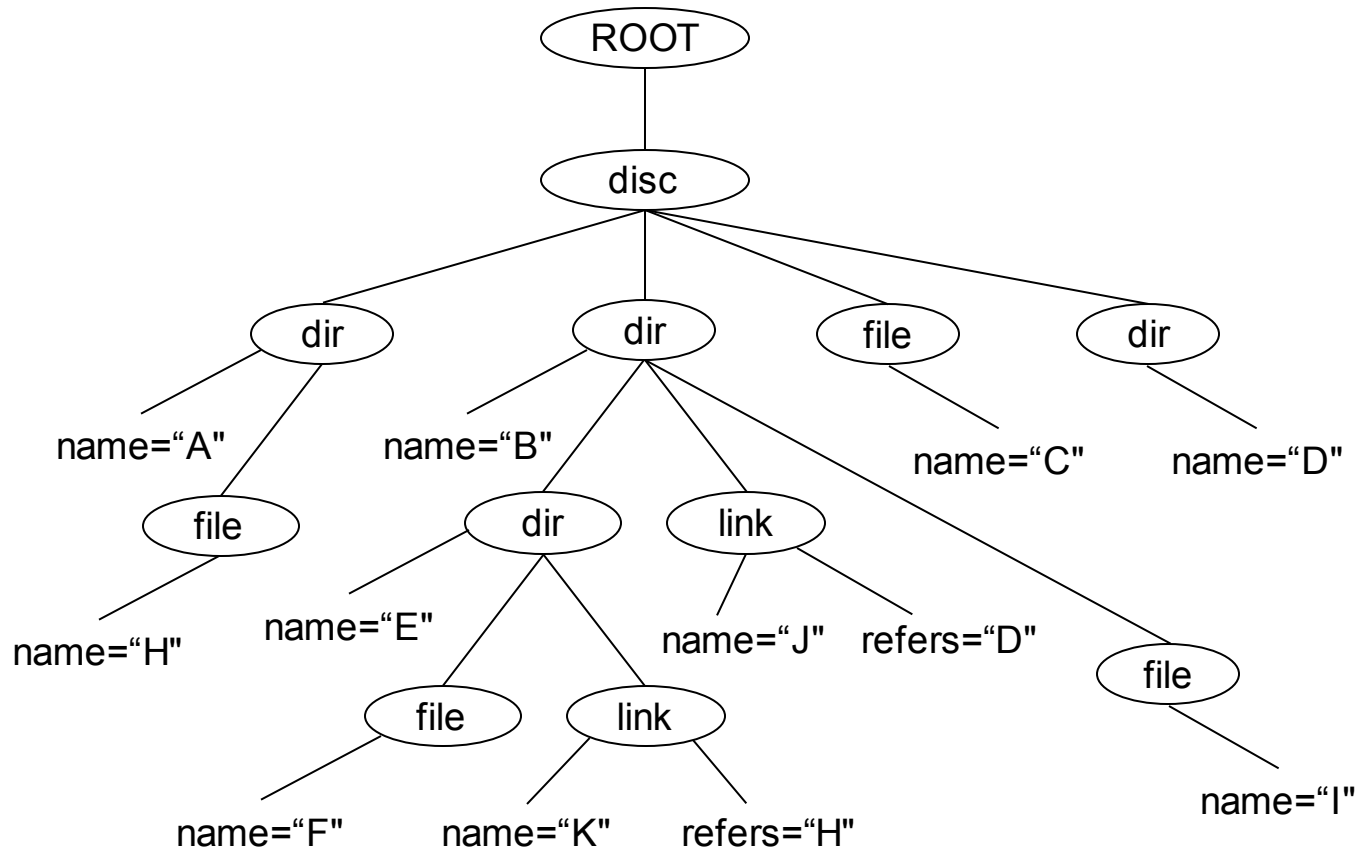 ROOT
disc
dir
dir
file
dir
name=“A"
name=“B"
name=“C"
name=“D"
file
dir
link
name=“H"
name=“E"
name=“J"
refers=“D"
file
file
link
name=“F"
name=“K"
refers=“H"
name=“I"